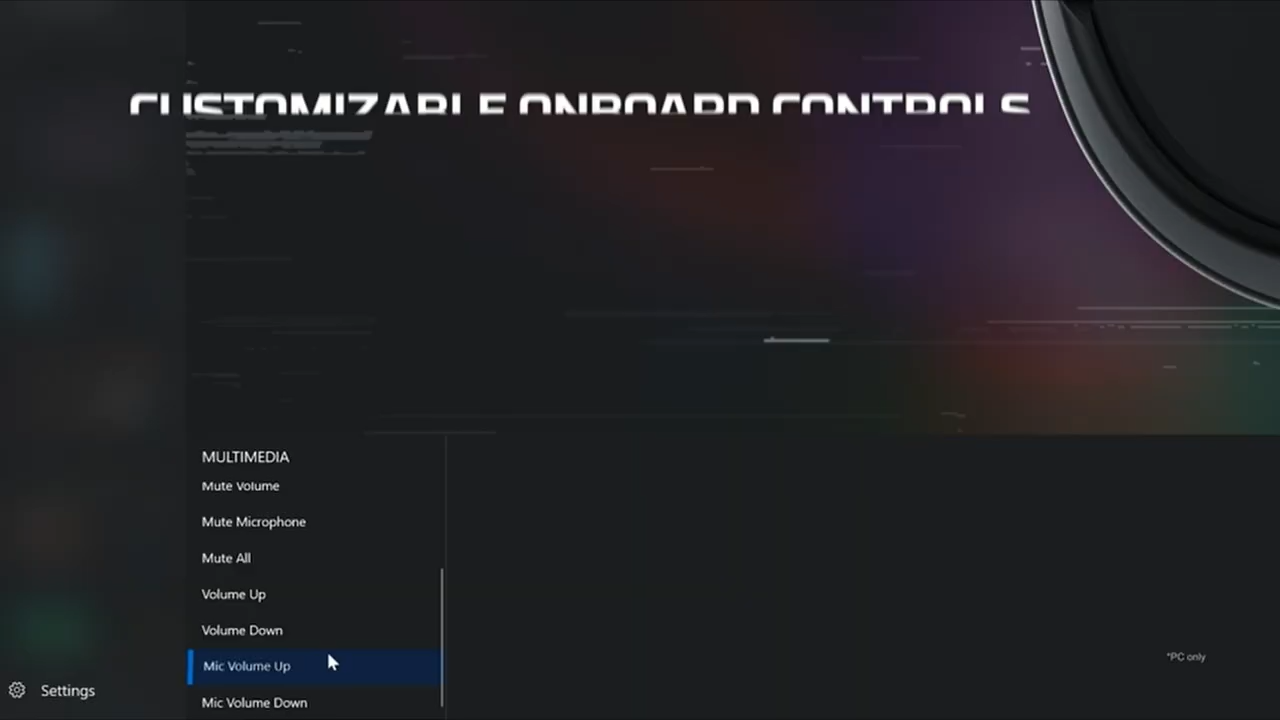 CUSTOMIZABLE ONBOARD CONTROLS
MULTIMEDIA
Mute Volume
Mute Microphone
Mute All
Volume Up
Volume Down
Mic Volume Up
Mic Volume Down
*PC only
Settings